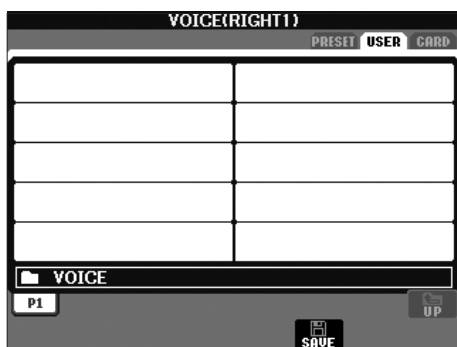 VOICE(RIGHT1)
PRESET USER CARD
VOICE
P1
UP
SAVE